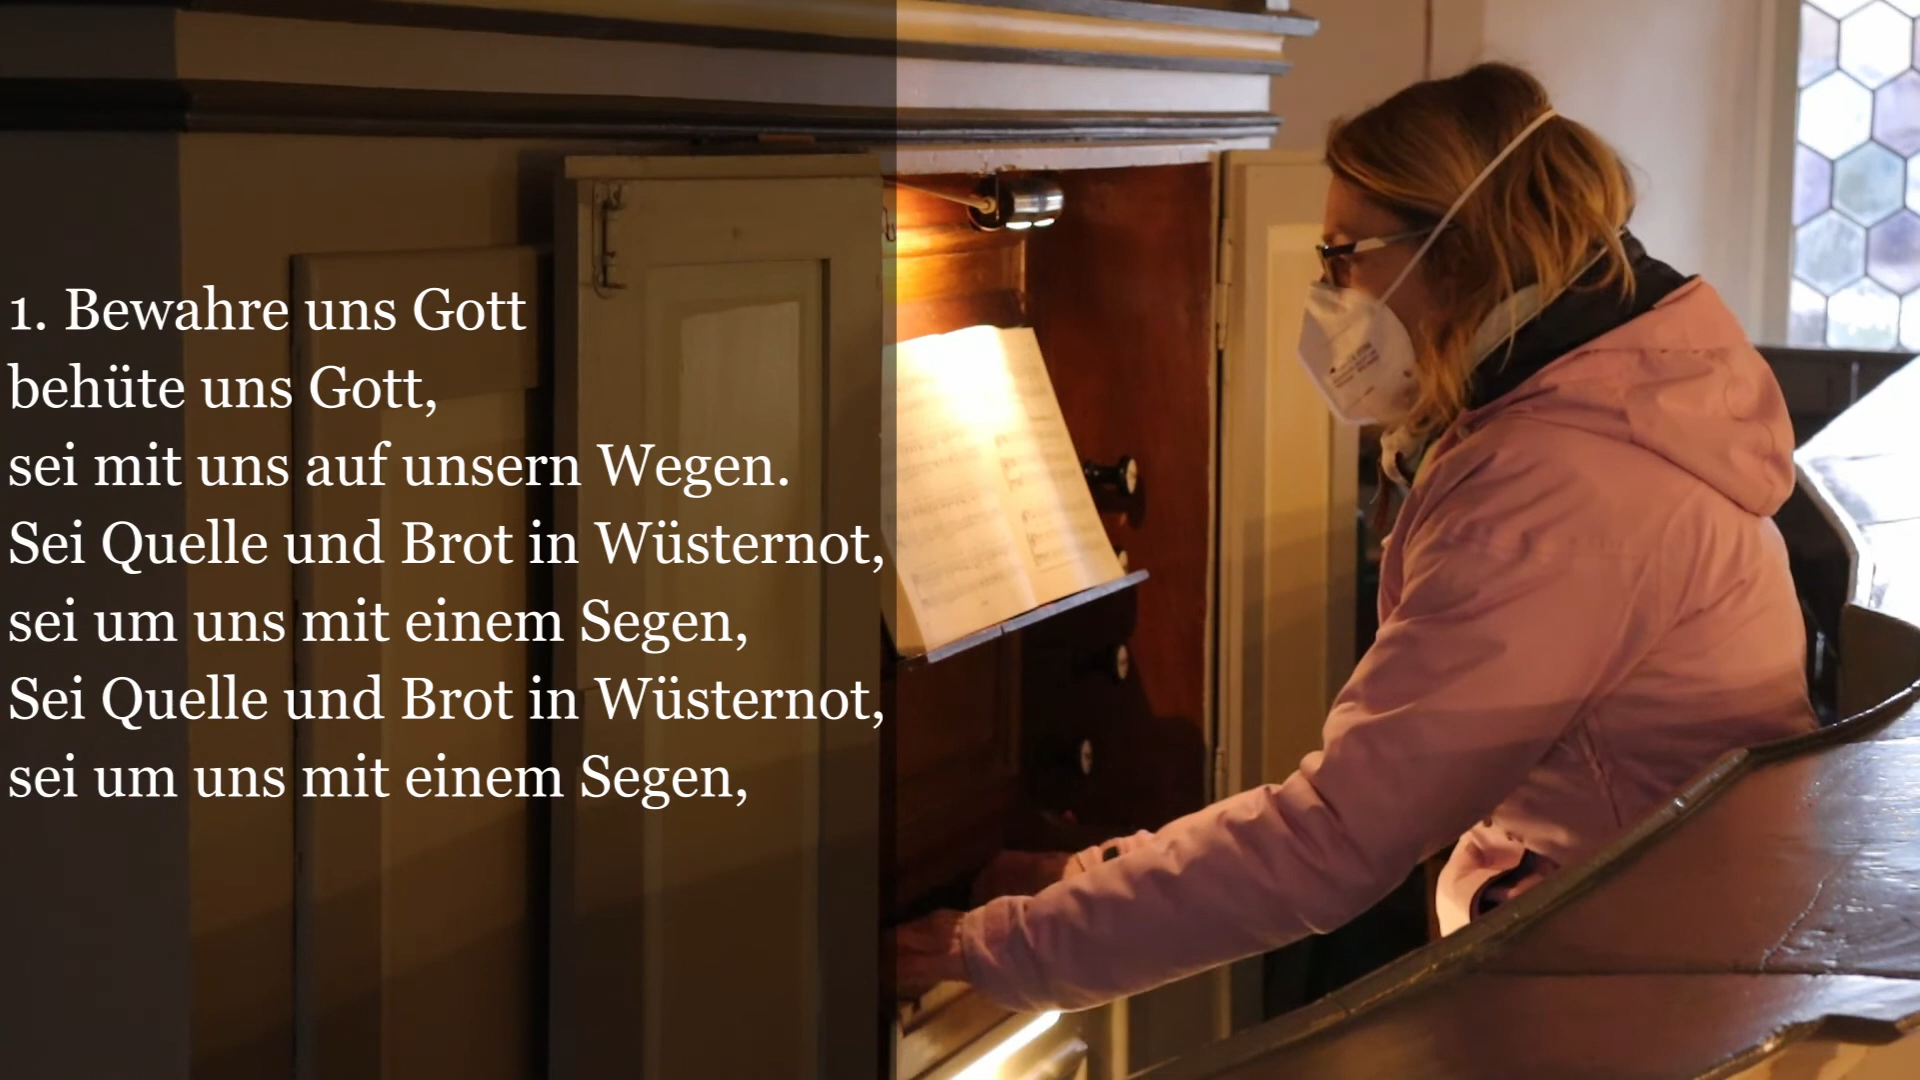 1. Bewahre uns Gott
behüte uns Gott,
sei mit uns auf unsern Wegen.
Sei Quelle und Brot in Wüsternot,
sei um uns mit einem Segen,
Sei Quelle und Brot in Wüsternot,
sei um uns mit einem Segen,